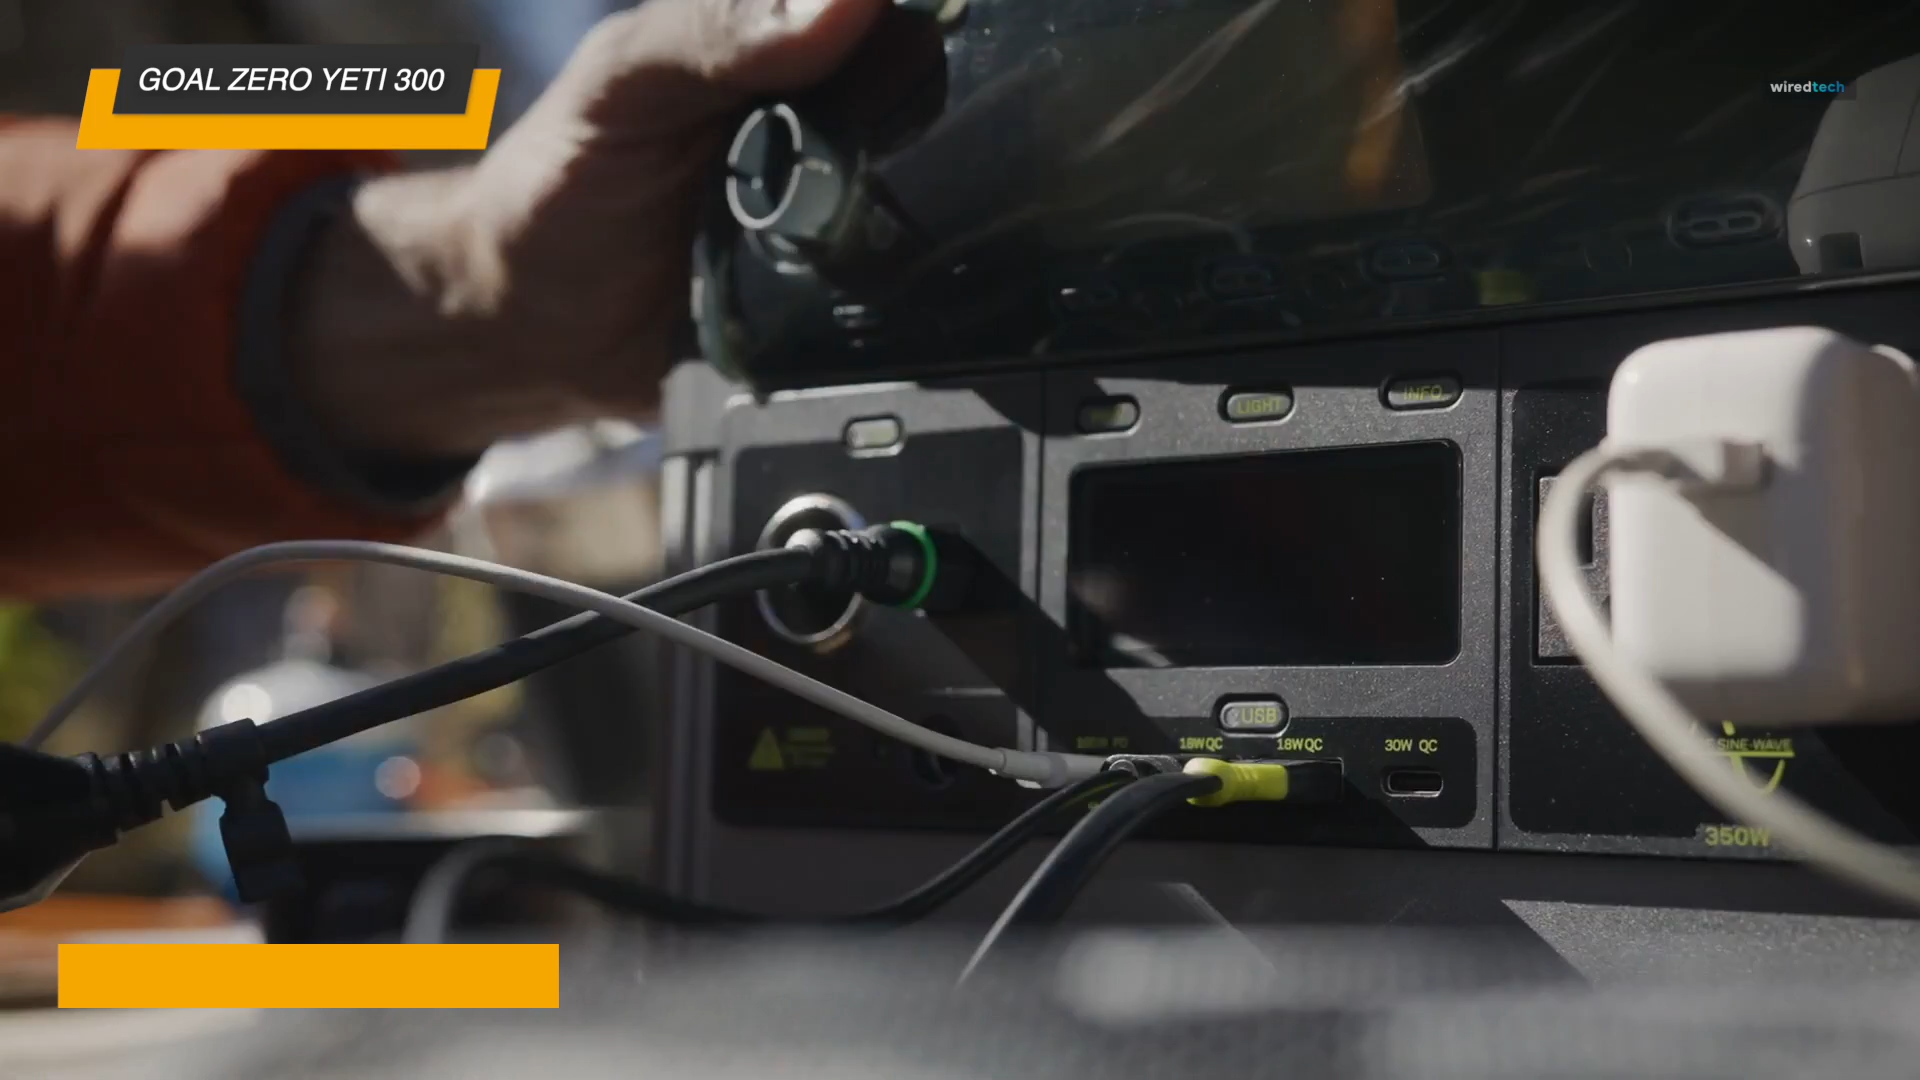 GOAL ZERO YETI 300
wiredtech
LIGHT
INFO
USB
18W QC
18W QC
30W QC
SINE-WAVE
350W